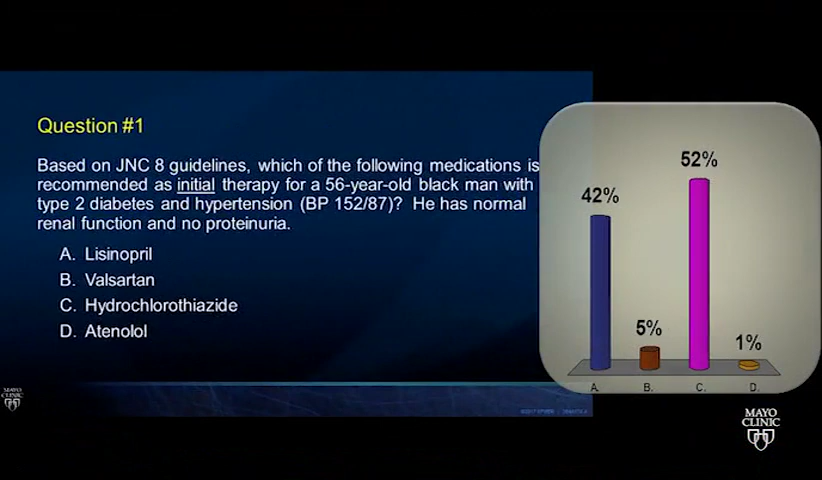 Question #1
Based on JNC 8 guidelines, which of the following medications is
recommended as initial therapy for a 56-year-old black man with
type 2 diabetes and hypertension (BP 152/87)? He has normal
renal function and no proteinuria.
A. Lisinopril
B. Valsartan
C. Hydrochlorothiazide
D. Atenolol
42%
5%
52%
1%
A.
B.
C.
D.
MAYO
CLINIC
MAYO
CLINIC